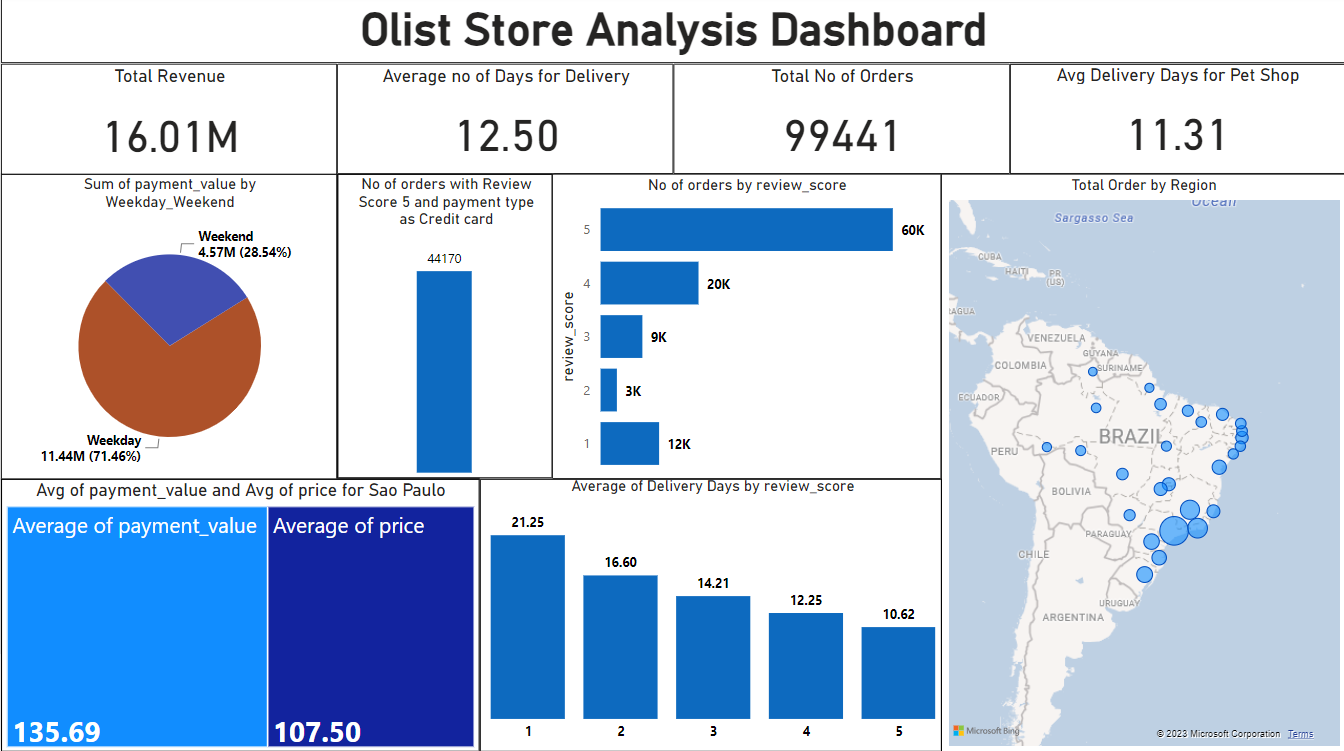 Olist Store Analysis Dashboard
Total Revenue
16.01M
Average no of Days for Delivery
12.50
Total No of Orders
99441
Avg Delivery Days for Pet Shop
11.31
Sum of payment_value by
Weekday_Weekend
Weekend
4.57M (28.54%)
Weekday
11.44M (71.46%)
No of orders with Review
Score 5 and payment type
as Credit card
44170
No of orders by review_score
review_score
5
60K
4
20K
3
9K
2
3K
1
12K
Total Order by Region
Ocean
Sargasso Sea
CUBA
HAITI
PR
(US)
AGUA
VENEZUELA
GUYANA
SURINAME
COLOMBIA
ECUADOR
BRAZIL
PERU
BOLIVIA
PARAGUAY
CHILE
URUGUAY
ARGENTINA
Microsoft Bing
© 2023 Microsoft Corporation
Terms
Avg of payment_value and Avg of price for Sao Paulo
Average of payment_value
135.69
Average of price
107.50
Average of Delivery Days by review_score
21.25
16.60
14.21
12.25
10.62
1
2
3
4
5